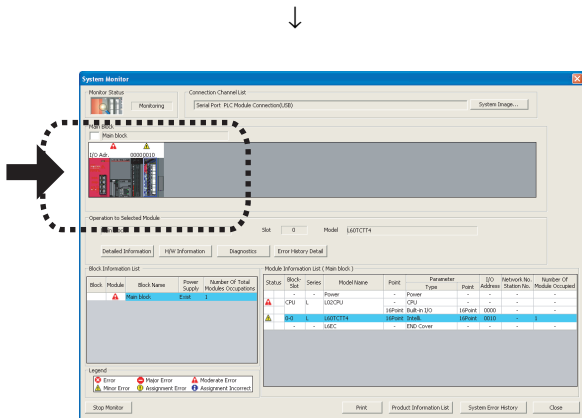 System Monitor
Monitor Status
Connection Channel List
Monitoring
Serial Port PLC Module Connection(USB)
System Image...
Main Block
Main block
I/O Adr. 0000 0010
Operation to Selected Module
Main Block Slot 0 Model L60TCTT4
Detailed Information H/W Information Diagnostics Error History Detail
Block Information List
Block Module Block Name Power Supply Number Of Total Modules Occupations
Main block Exist 1
Module Information List ( Main block )
Status Block-Slot Series Model Name Point Parameter Type Point I/O Address Network No. Station No. Number Of Module Occupied
- - Power - Power - - - -
CPU L L02CPU - CPU - - - -
16Point Built-in I/O 16Point 0000 - -
0-0 L L60TCTT4 16Point Intelli. 16Point 0010 - 1
- - L6EC - END Cover - - - -
Legend
Error Major Error Moderate Error
Minor Error Assignment Error Assignment Incorrect
Stop Monitor Print Product Information List System Error History Close